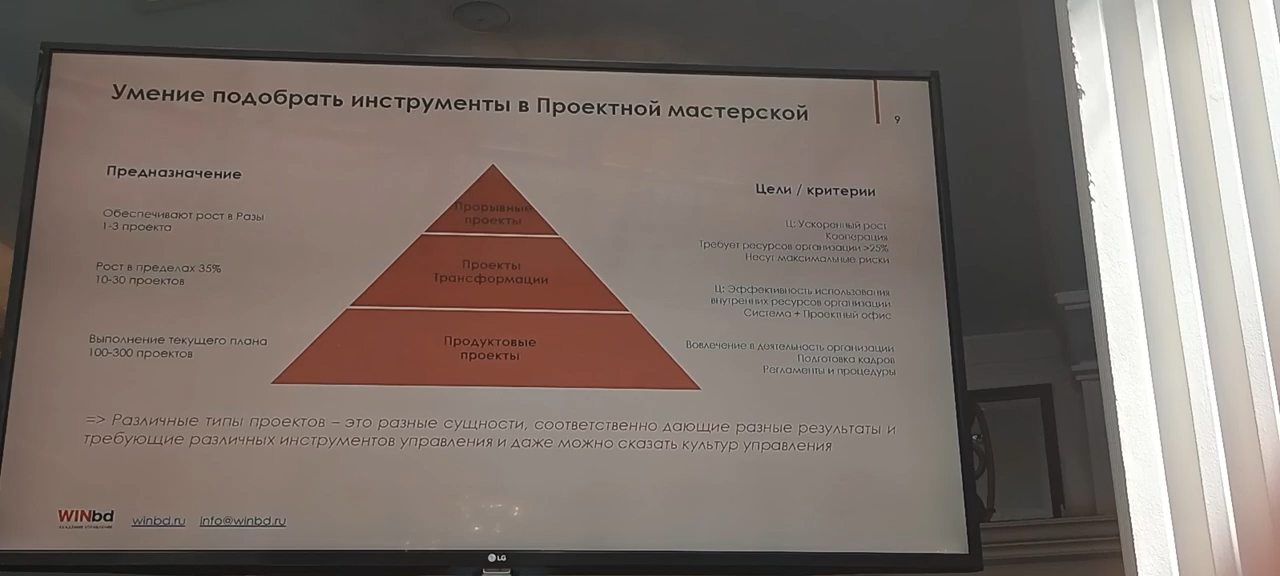 Умение подобрать инструменты в Проектной мастерской
9
Предназначение
Обеспечивают рост в Разы
1-3 проекта
Рост в пределах 35%
10-30 проектов
Выполнение текущего плана
100-300 проектов
Прорывные
проекты
Проекты
Трансформации
Продуктовые
проекты
Цели / критерии
Ц: Ускоренный рост
Кооперация
Требует ресурсов организации >25%
Несут максимальные риски
Ц: Эффективность использования
внутренних ресурсов организации
Система + Проектный офис
Вовлечение в деятельность организации
Подготовка кадров
Регламенты и процедуры
=> Различные типы проектов – это разные сущности, соответственно дающие разные результаты и
требующие различных инструментов управления и даже можно сказать культур управления
WINbd
АКАДЕМИЯ УПРАВЛЕНИЯ
winbd.ru info@winbd.ru
LG